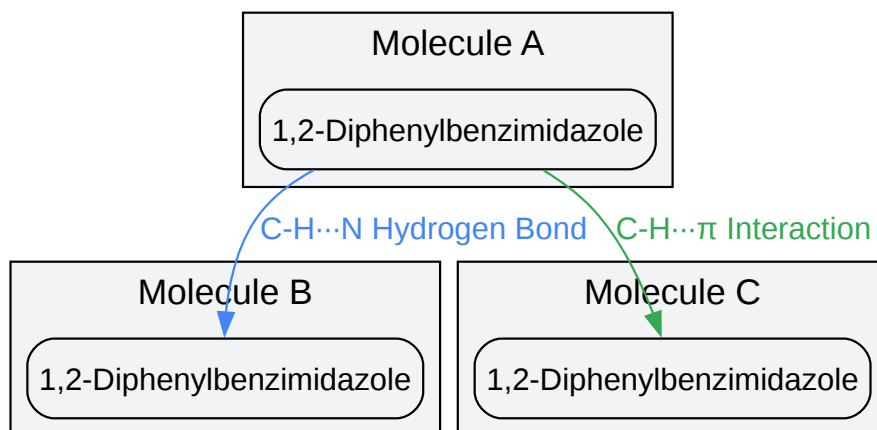 Molecule A
1,2-Diphenylbenzimidazole
C-H···N Hydrogen Bond
C-H···π Interaction
Molecule B
Molecule C
1,2-Diphenylbenzimidazole
1,2-Diphenylbenzimidazole